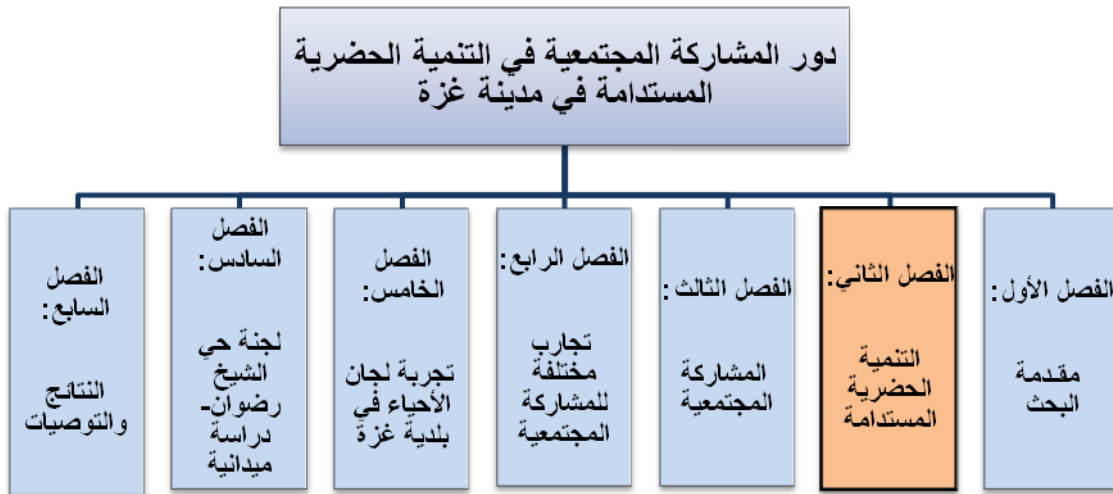 دور المشاركة المجتمعية في التنمية الحضرية
المستدامة في مدينة غزة
الفصل الأول:
مقدمة
البحث
الفصل الثاني:
التنمية
الحضرية
المستدامة
الفصل الثالث:
المشاركة
المجتمعية
الفصل الرابع:
تجارب
مختلفة
للمشاركة
المجتمعية
الفصل
الخامس:
تجربة لجان
الأحياء في
بلدية غزة
الفصل
السادس:
لجنة حي
الشيخ
رضوان-
دراسة
ميدانية
الفصل
السابع:
النتائج
والتوصيات